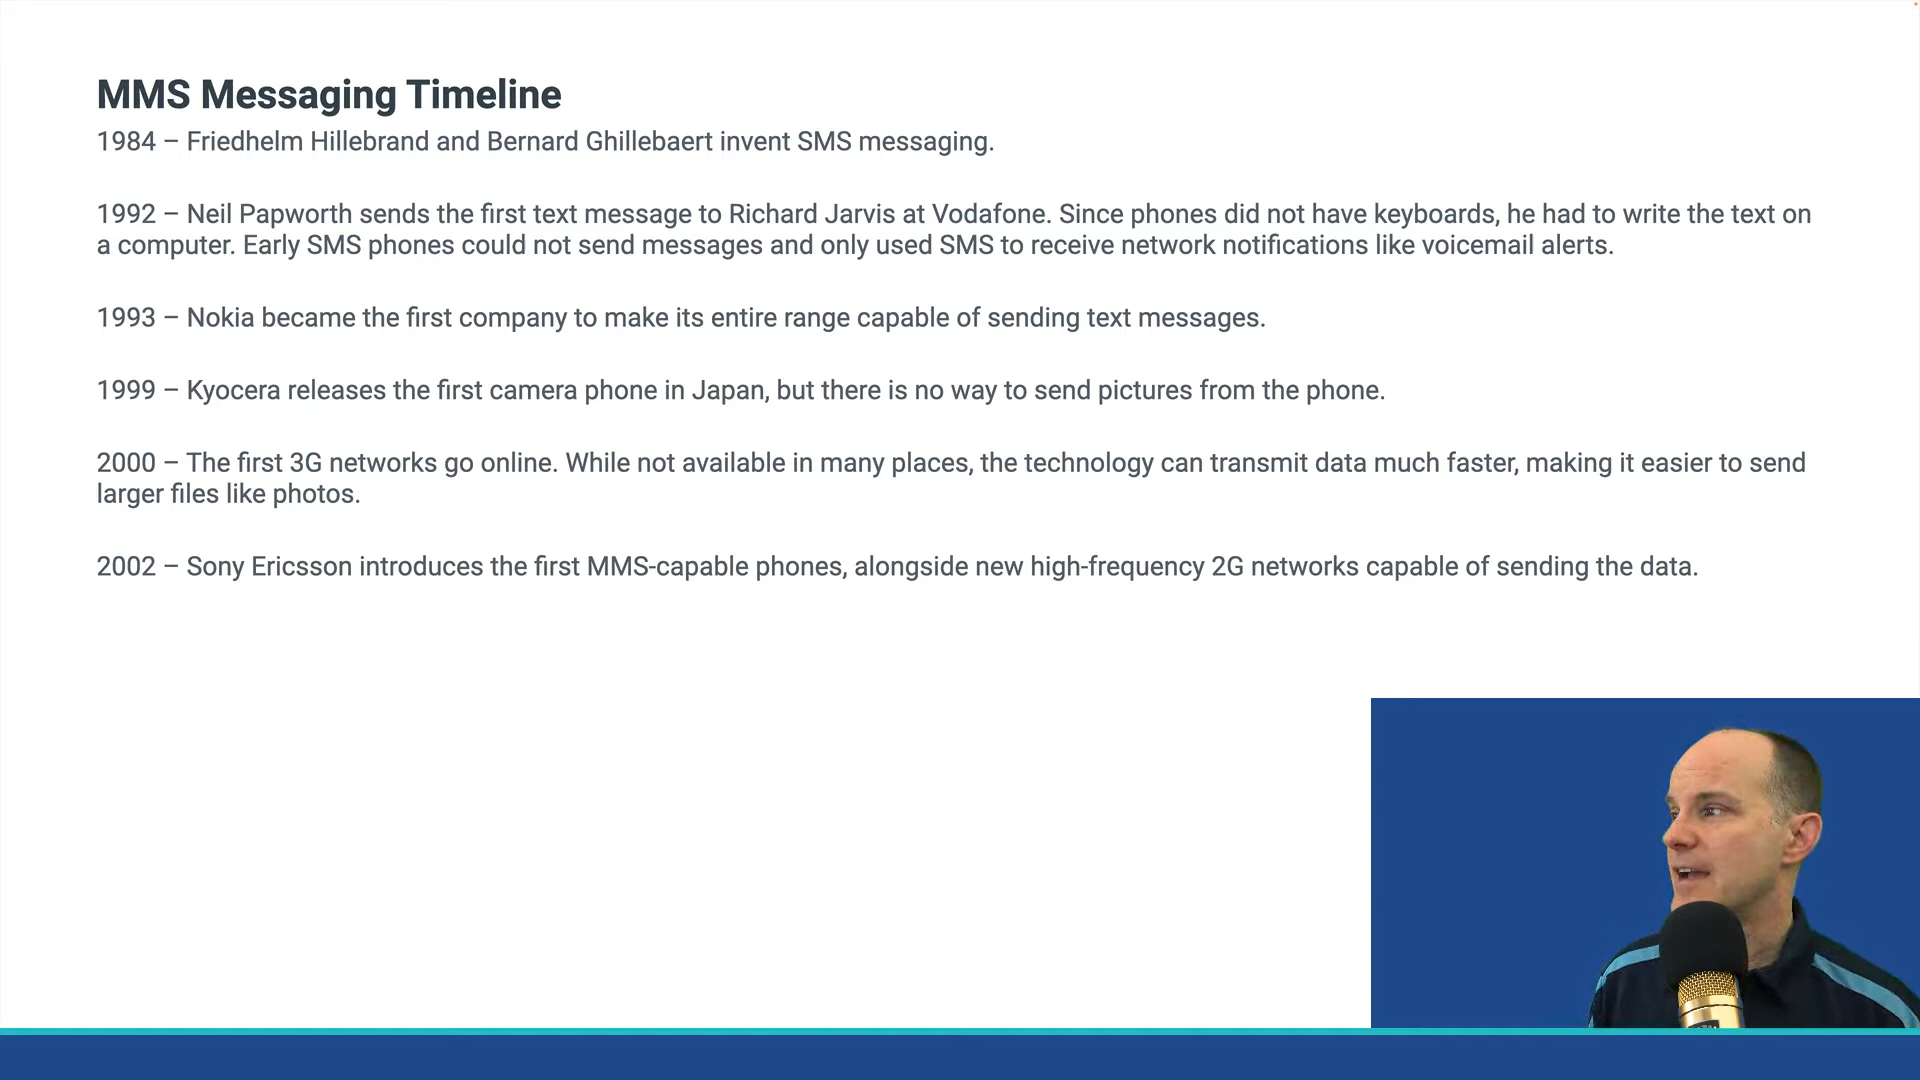 MMS Messaging Timeline
1984 – Friedhelm Hillebrand and Bernard Ghillebaert invent SMS messaging.
1992 – Neil Papworth sends the first text message to Richard Jarvis at Vodafone. Since phones did not have keyboards, he had to write the text on
a computer. Early SMS phones could not send messages and only used SMS to receive network notifications like voicemail alerts.
1993 – Nokia became the first company to make its entire range capable of sending text messages.
1999 – Kyocera releases the first camera phone in Japan, but there is no way to send pictures from the phone.
2000 – The first 3G networks go online. While not available in many places, the technology can transmit data much faster, making it easier to send
larger files like photos.
2002 – Sony Ericsson introduces the first MMS-capable phones, alongside new high-frequency 2G networks capable of sending the data.